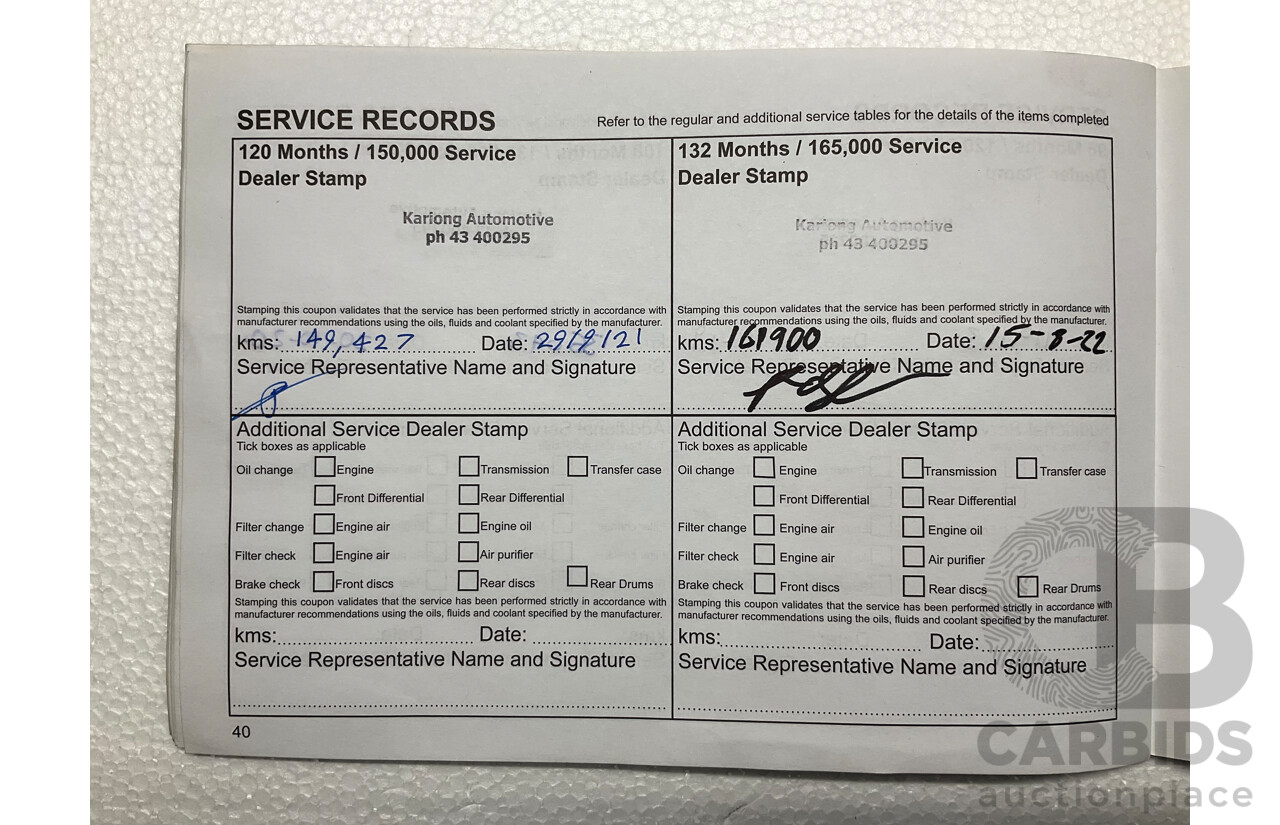 SERVICE RECORDS
Refer to the regular and additional service tables for the details of the items completed
120 Months / 150,000 Service
Dealer Stamp
Kariong Automotive
ph 43 400295
Stamping this coupon validates that the service has been performed strictly in accordance with
manufacturer recommendations using the oils, fluids and coolant specified by the manufacturer.
kms: 149,427 Date: 29/9/21
Service Representative Name and Signature
Additional Service Dealer Stamp
Tick boxes as applicable
Oil change Engine Transmission Transfer case
Front Differential Rear Differential
Filter change Engine air Engine oil
Filter check Engine air Air purifier
Brake check Front discs Rear discs Rear Drums
Stamping this coupon validates that the service has been performed strictly in accordance with
manufacturer recommendations using the oils, fluids and coolant specified by the manufacturer.
kms: Date:
Service Representative Name and Signature
132 Months / 165,000 Service
Dealer Stamp
Kariong Automotive
ph 43 400295
Stamping this coupon validates that the service has been performed strictly in accordance with
manufacturer recommendations using the oils, fluids and coolant specified by the manufacturer.
kms: 161900 Date: 15-8-22
Service Representative Name and Signature
Additional Service Dealer Stamp
Tick boxes as applicable
Oil change Engine Transmission Transfer case
Front Differential Rear Differential
Filter change Engine air Engine oil
Filter check Engine air Air purifier
Brake check Front discs Rear discs Rear Drums
Stamping this coupon validates that the service has been performed strictly in accordance with
manufacturer recommendations using the oils, fluids and coolant specified by the manufacturer.
kms: Date:
Service Representative Name and Signature
40
CARBIDS
auctionplace